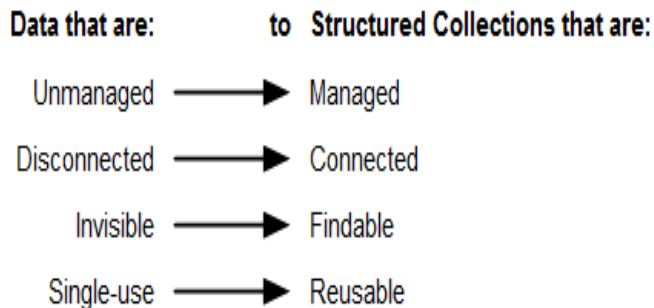 Data that are: to Structured Collections that are:
Unmanaged Managed
Disconnected Connected
Invisible Findable
Single-use Reusable